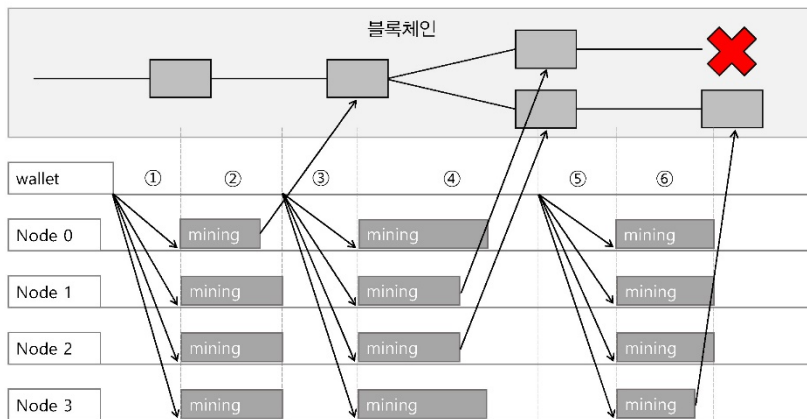 블록체인
wallet ① ② ③ ④ ⑤ ⑥
Node 0 mining mining mining
Node 1 mining mining mining
Node 2 mining mining mining
Node 3 mining mining mining